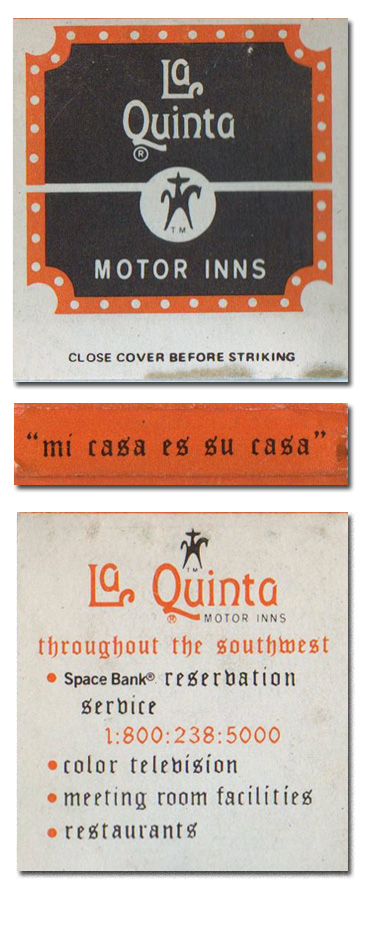 La
Quinta
®
TM
MOTOR INNS
CLOSE COVER BEFORE STRIKING
"mi casa es su casa"
TM
La Quinta
® MOTOR INNS
throughout the southwest
• Space Bank® reservation
service
1:800:238:5000
• color television
• meeting room facilities
• restaurants